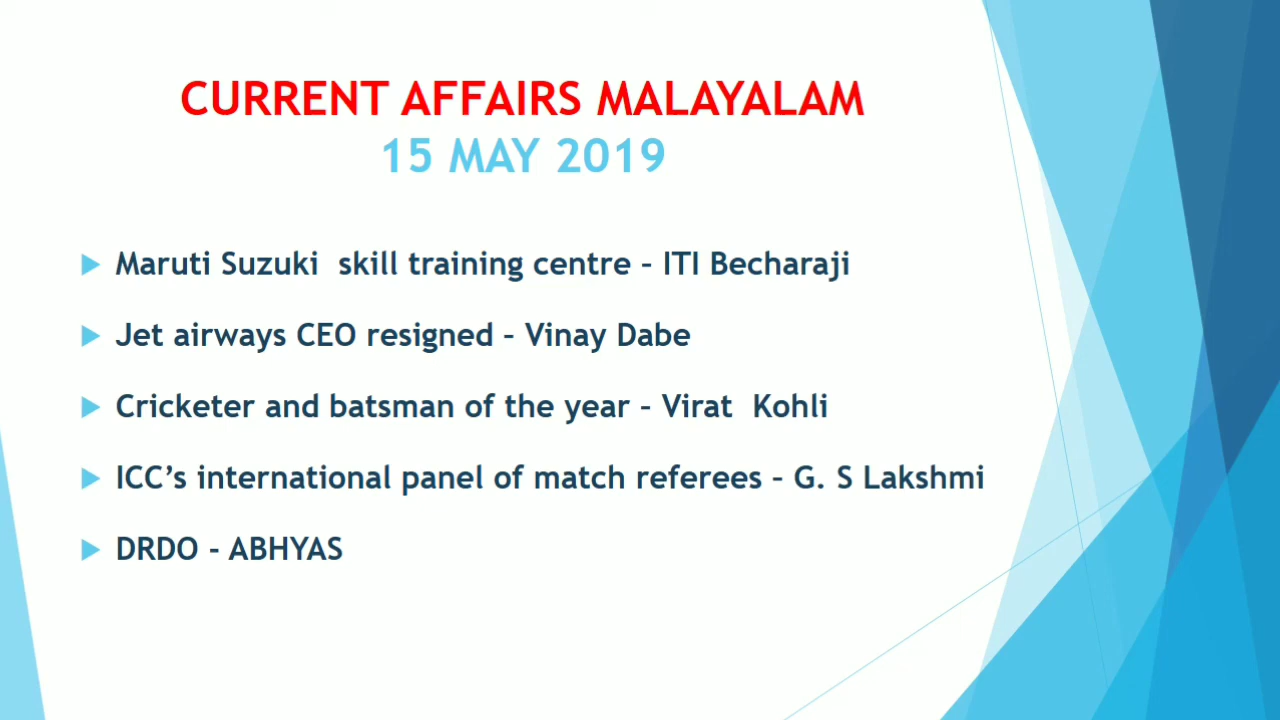 CURRENT AFFAIRS MALAYALAM
15 MAY 2019
Maruti Suzuki  skill training centre – ITI Becharaji
Jet airways CEO resigned – Vinay Dabe
Cricketer and batsman of the year – Virat  Kohli
ICC’s international panel of match referees – G. S Lakshmi
DRDO - ABHYAS